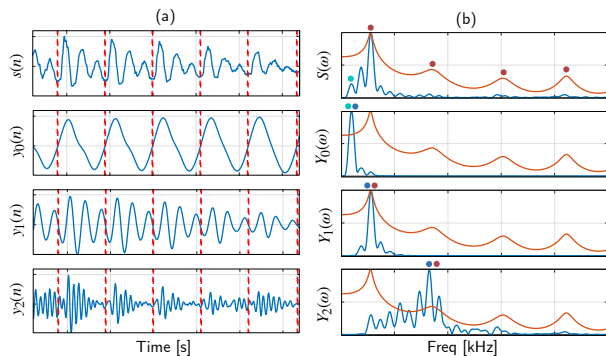 (a)
(b)
s(n)
S(ω)
y0(n)
Y0(ω)
y1(n)
Y1(ω)
y2(n)
Y2(ω)
Time [s]
Freq [kHz]